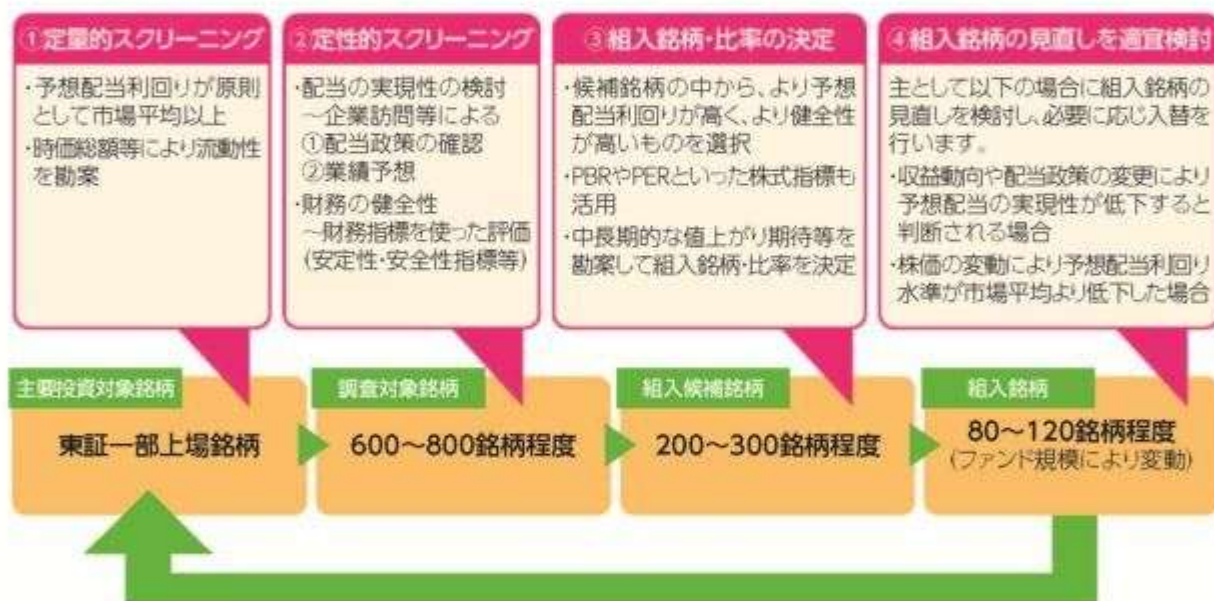 ①定量的スクリーニング
・予想配当利回りが原則
として市場平均以上
・時価総額等により流動性
を勘案
②定性的スクリーニング
・配当の実現性の検討
～企業訪問等による
①配当政策の確認
②業績予想
・財務の健全性
～財務指標を使った評価
(安定性・安全性指標等)
③組入銘柄・比率の決定
・候補銘柄の中から、より予想
配当利回りが高く、より健全性
が高いものを選択
・PBRやPERといった株式指標も
活用
・中長期的な値上がり期待等を
勘案して組入銘柄・比率を決定
④組入銘柄の見直しを適宜検討
主として以下の場合に組入銘柄の
見直しを検討し、必要に応じ入替を
行います。
・収益動向や配当政策の変更により
予想配当の実現性が低下すると
判断される場合
・株価の変動により予想配当利回り
水準が市場平均より低下した場合
主要投資対象銘柄
東証一部上場銘柄
調査対象銘柄
600～800銘柄程度
組入候補銘柄
200～300銘柄程度
組入銘柄
80～120銘柄程度
(ファンド規模により変動)